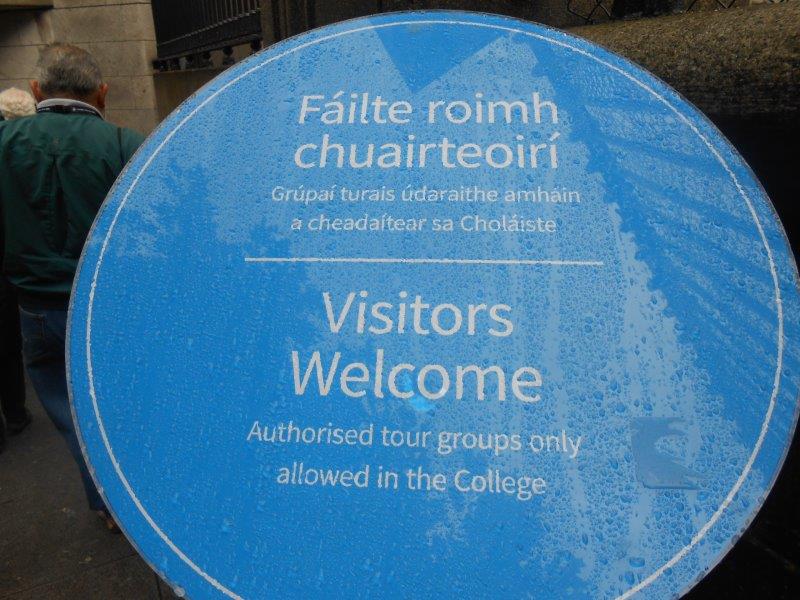 Fáilte roimh
chuairteoirí
Grúpaí turais údaraithe amháin
a cheadaítear sa Choláiste
Visitors
Welcome
Authorised tour groups only
allowed in the College